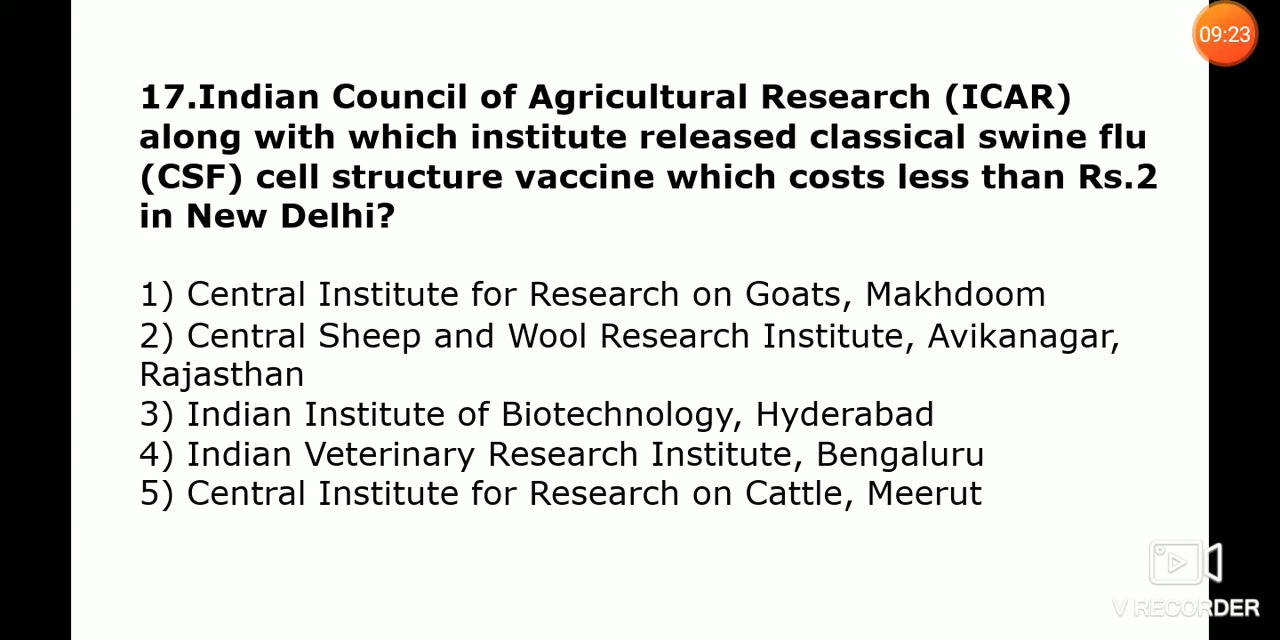 09:23
17.Indian Council of Agricultural Research (ICAR)
along with which institute released classical swine flu
(CSF) cell structure vaccine which costs less than Rs.2
in New Delhi?
1) Central Institute for Research on Goats, Makhdoom
2) Central Sheep and Wool Research Institute, Avikanagar,
Rajasthan
3) Indian Institute of Biotechnology, Hyderabad
4) Indian Veterinary Research Institute, Bengaluru
5) Central Institute for Research on Cattle, Meerut
V RECORDER